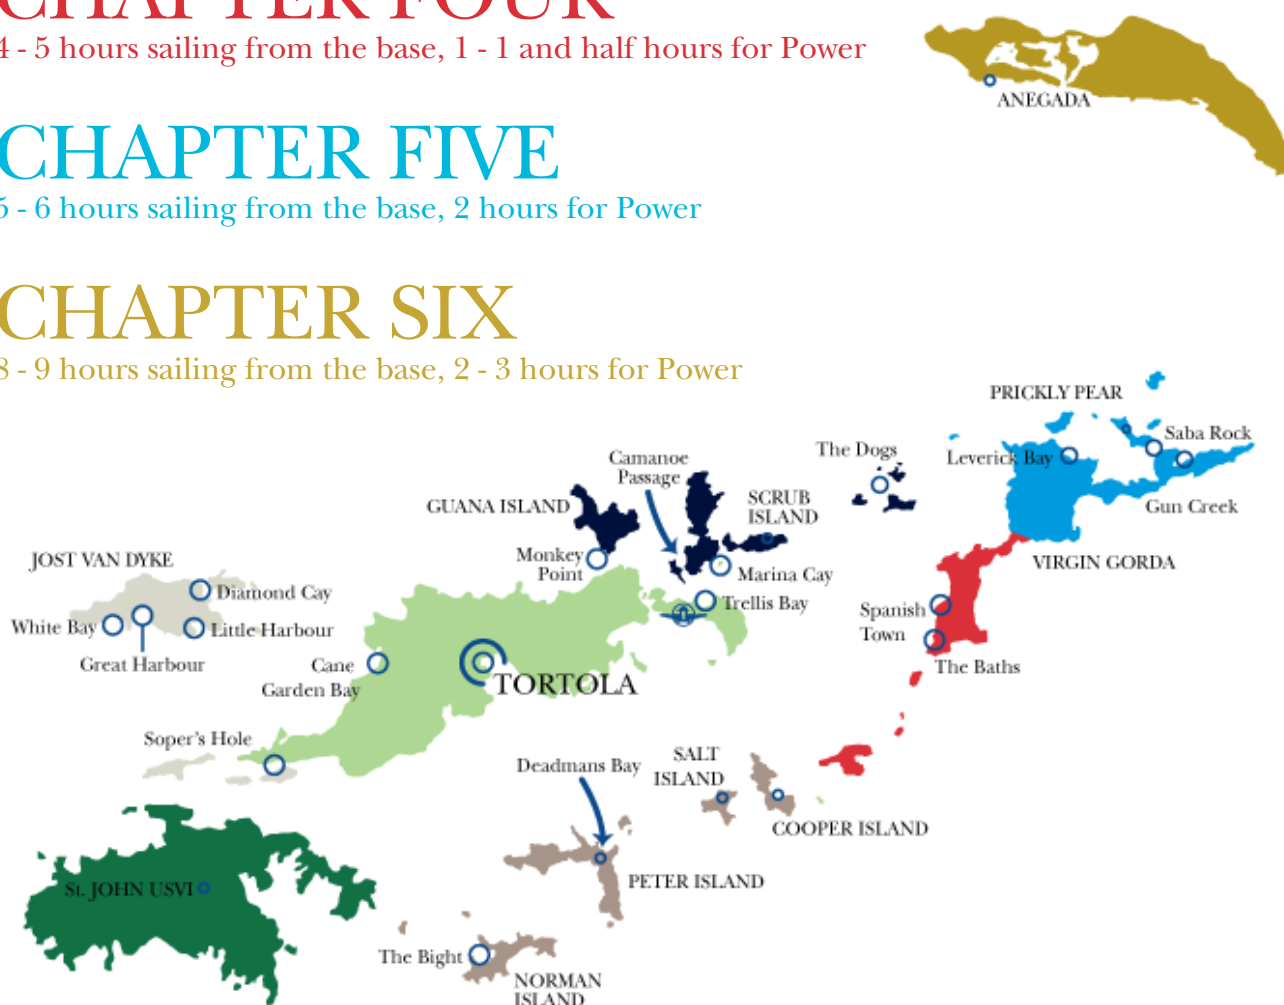 CHAPTER FOUR
4 - 5 hours sailing from the base, 1 - 1 and half hours for Power
ANEGADA
CHAPTER FIVE
5 - 6 hours sailing from the base, 2 hours for Power
CHAPTER SIX
8 - 9 hours sailing from the base, 2 - 3 hours for Power
PRICKLY PEAR
Saba Rock
Leverick Bay
Gun Creek
The Dogs
Camanoe
Passage
GUANA ISLAND
SCRUB
ISLAND
Monkey
Point
Marina Cay
Trellis Bay
VIRGIN GORDA
JOST VAN DYKE
Diamond Cay
White Bay
Little Harbour
Great Harbour
Spanish
Town
The Baths
Cane
Garden Bay
TORTOLA
Soper's Hole
Deadmans Bay
SALT
ISLAND
COOPER ISLAND
St. JOHN USVI
PETER ISLAND
The Bight
NORMAN
ISLAND